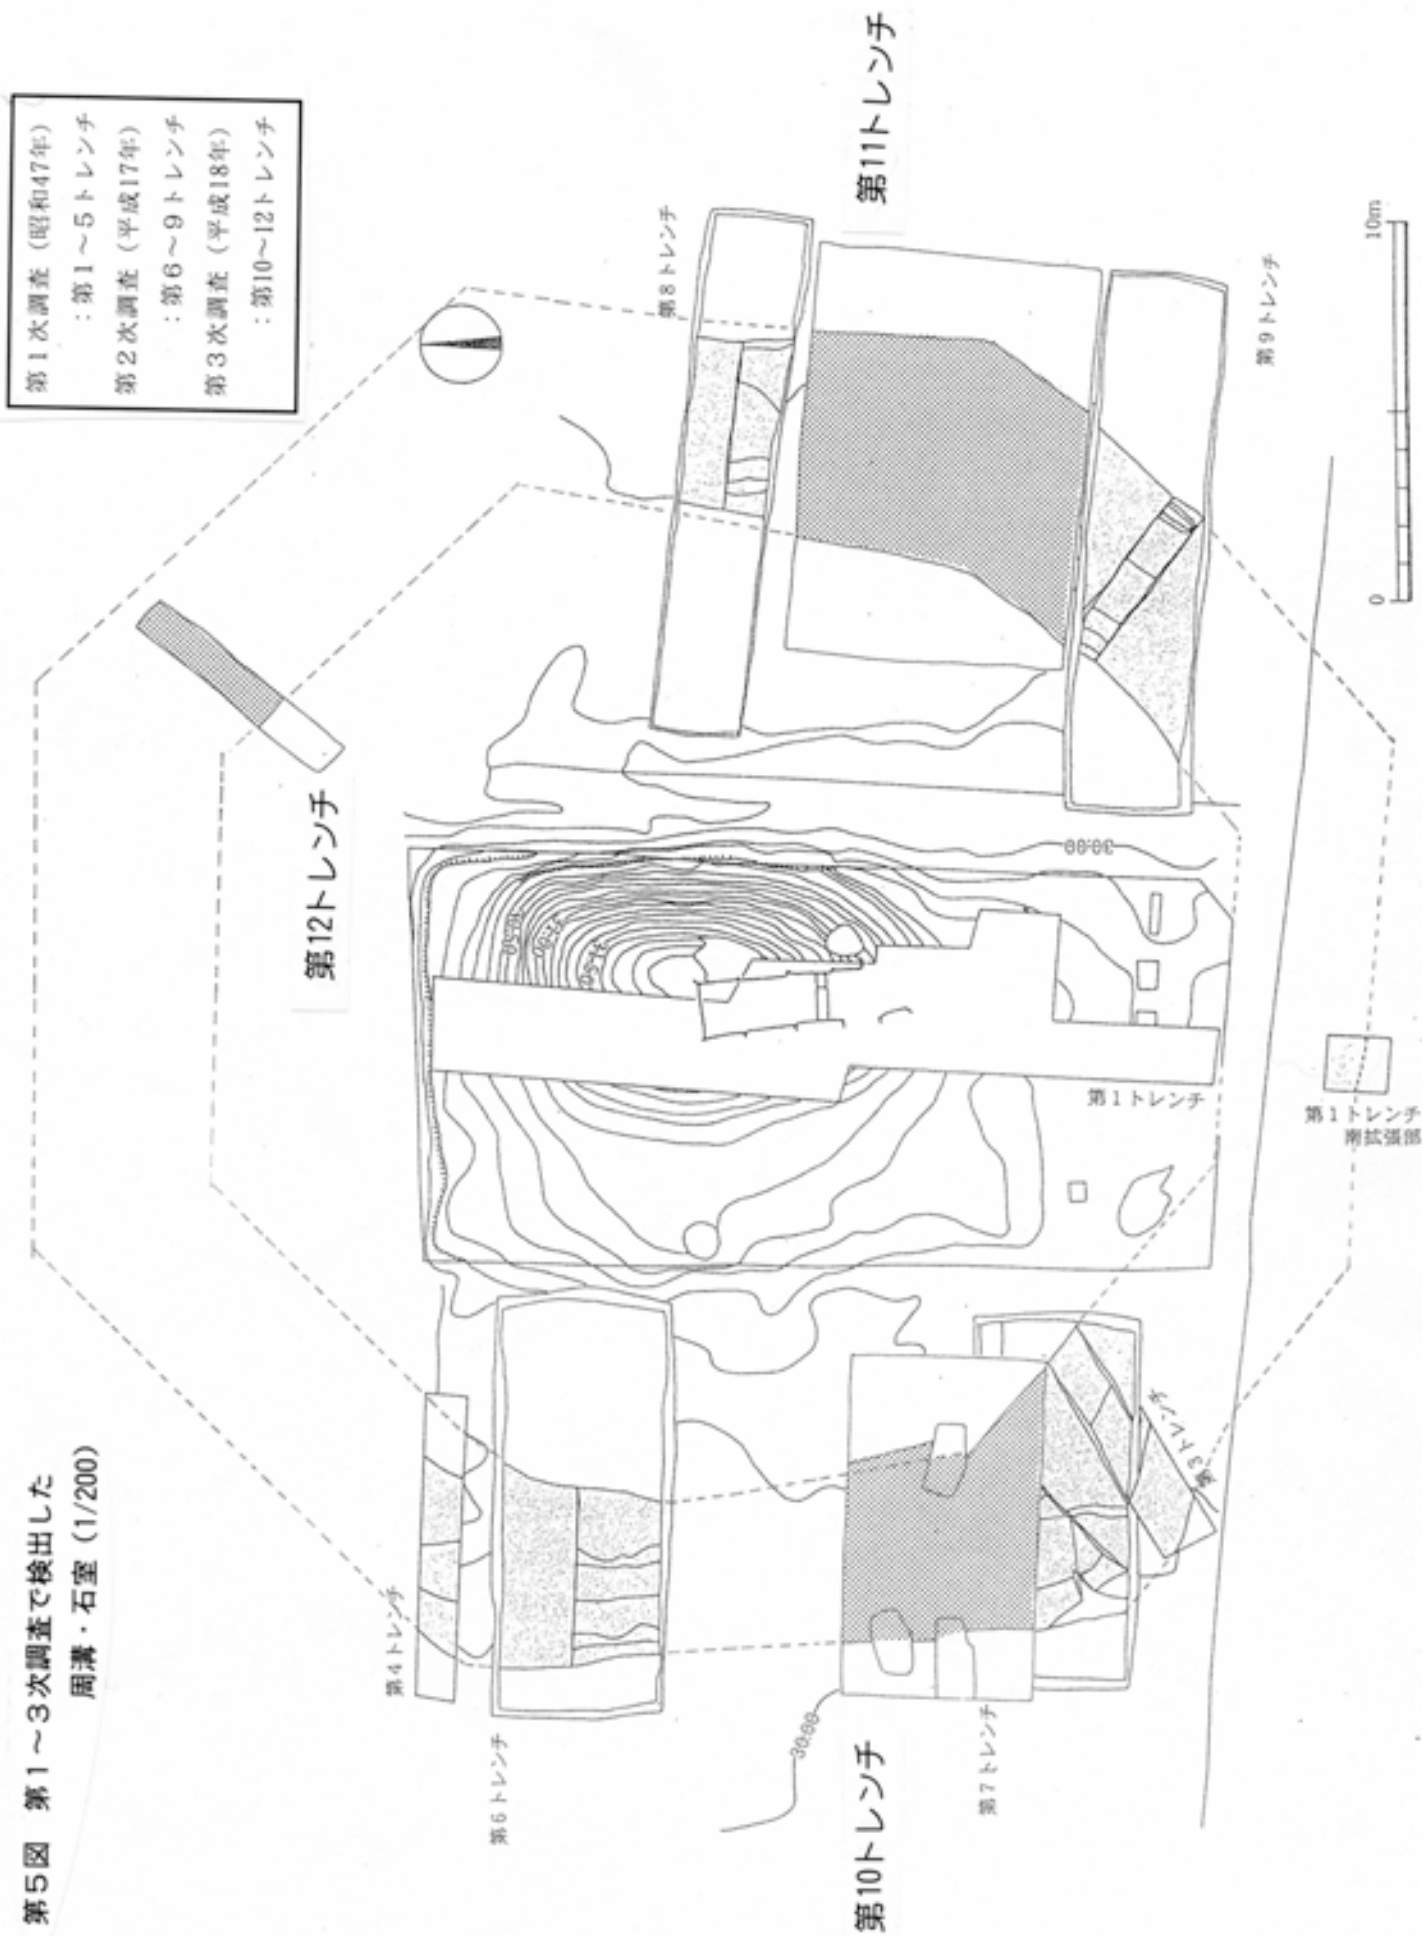 第5図　第1～3次調査で検出した
周溝・石室（1/200）
第1次調査（昭和47年）
：第1～5トレンチ
第2次調査（平成17年）
：第6～9トレンチ
第3次調査（平成18年）
：第10～12トレンチ
第12トレンチ
第4トレンチ
第6トレンチ
第8トレンチ
第11トレンチ
30.50
31.00
31.50
30.00
第10トレンチ
30.00
第7トレンチ
第3トレンチ
第1トレンチ
第9トレンチ
第1トレンチ
南拡張部
0
10m